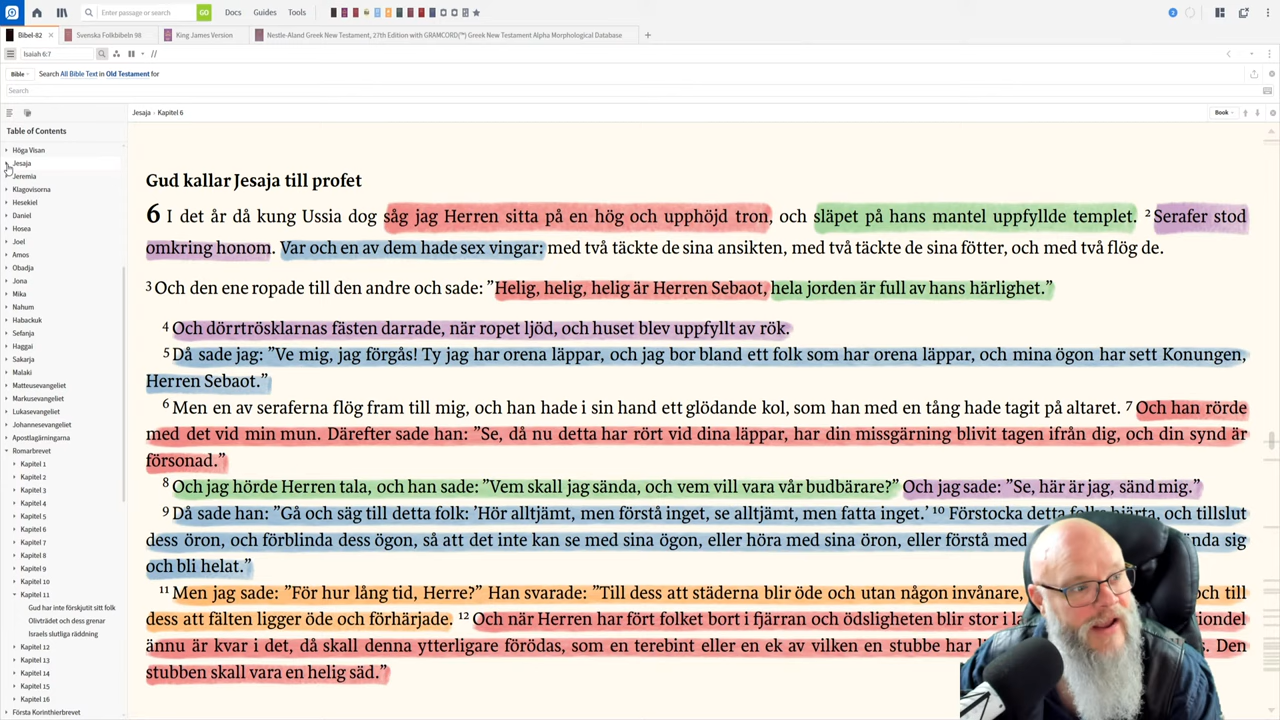 Enter passage or search
GO
Docs
Guides
Tools
2
Bibel-82
Svenska Folkbibeln 98
King James Version
Nestle-Aland Greek New Testament, 27th Edition with GRAMCORD(™) Greek New Testament Alpha Morphological Database
Isaiah 6:7
Bible
Search All Bible Text in Old Testament for
Search
Jesaja › Kapitel 6
Book
Table of Contents
Höga Visan
Jesaja
Jeremia
Klagovisorna
Hesekiel
Daniel
Hosea
Joel
Amos
Obadja
Jona
Mika
Nahum
Habackuk
Sefanja
Haggai
Sakarja
Malaki
Matteusevangeliet
Markusevangeliet
Lukasevangeliet
Johannesevangeliet
Apostlagärningarna
Romarbrevet
Kapitel 1
Kapitel 2
Kapitel 3
Kapitel 4
Kapitel 5
Kapitel 6
Kapitel 7
Kapitel 8
Kapitel 9
Kapitel 10
Kapitel 11
Gud har inte förskjutit sitt folk
Olivträdet och dess grenar
Israels slutliga räddning
Kapitel 12
Kapitel 13
Kapitel 14
Kapitel 15
Kapitel 16
Första Korinthierbrevet
Gud kallar Jesaja till profet
6 I det år då kung Ussia dog såg jag Herren sitta på en hög och upphöjd tron, och släpet på hans mantel uppfyllde templet. 2 Serafer stod
omkring honom. Var och en av dem hade sex vingar: med två täckte de sina ansikten, med två täckte de sina fötter, och med två flög de.
3 Och den ene ropade till den andre och sade: ”Helig, helig, helig är Herren Sebaot, hela jorden är full av hans härlighet.”
4 Och dörrtrösklarnas fästen darrade, när ropet ljöd, och huset blev uppfyllt av rök.
5 Då sade jag: ”Ve mig, jag förgås! Ty jag har orena läppar, och jag bor bland ett folk som har orena läppar, och mina ögon har sett Konungen,
Herren Sebaot.”
6 Men en av seraferna flög fram till mig, och han hade i sin hand ett glödande kol, som han med en tång hade tagit på altaret. 7 Och han rörde
med det vid min mun. Därefter sade han: ”Se, då nu detta har rört vid dina läppar, har din missgärning blivit tagen ifrån dig, och din synd är
försonad.”
8 Och jag hörde Herren tala, och han sade: ”Vem skall jag sända, och vem vill vara vår budbärare?” Och jag sade: ”Se, här är jag, sänd mig.”
9 Då sade han: ”Gå och säg till detta folk: ’Hör alltjämt, men förstå inget, se alltjämt, men fatta inget.’ 10 Förstocka detta hjärta, och tillslut
dess öron, och förblinda dess ögon, så att det inte kan se med sina ögon, eller höra med sina öron, eller förstå med sig
och bli helat.”
11 Men jag sade: ”För hur lång tid, Herre?” Han svarade: ”Till dess att städerna blir öde och utan någon invånare, och till
dess att fälten ligger öde och förhärjade. 12 Och när Herren har fört folket bort i fjärran och ödsligheten blir stor i
ännu är kvar i det, då skall denna ytterligare förödas, som en terebint eller en ek av vilken en stubbe har Den
stubben skall vara en helig säd.”